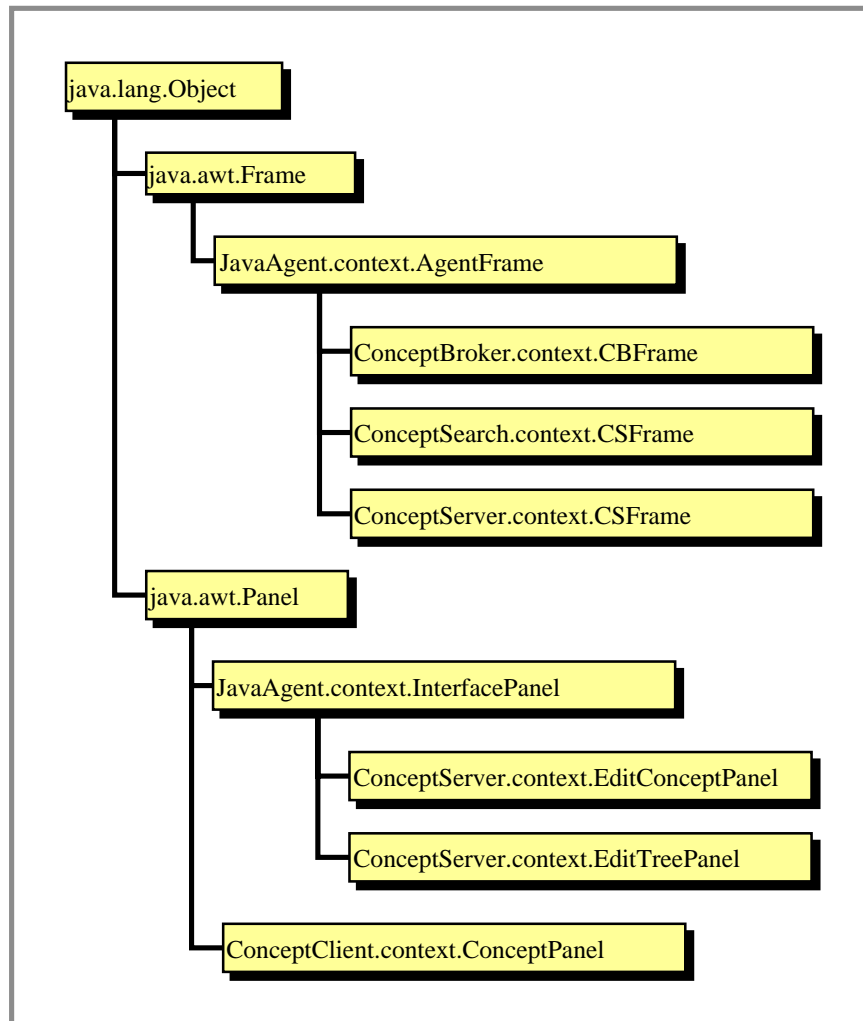 java.lang.Object
java.awt.Frame
JavaAgent.context.AgentFrame
ConceptBroker.context.CBFrame
ConceptSearch.context.CSFrame
ConceptServer.context.CSFrame
java.awt.Panel
JavaAgent.context.InterfacePanel
ConceptServer.context.EditConceptPanel
ConceptServer.context.EditTreePanel
ConceptClient.context.ConceptPanel